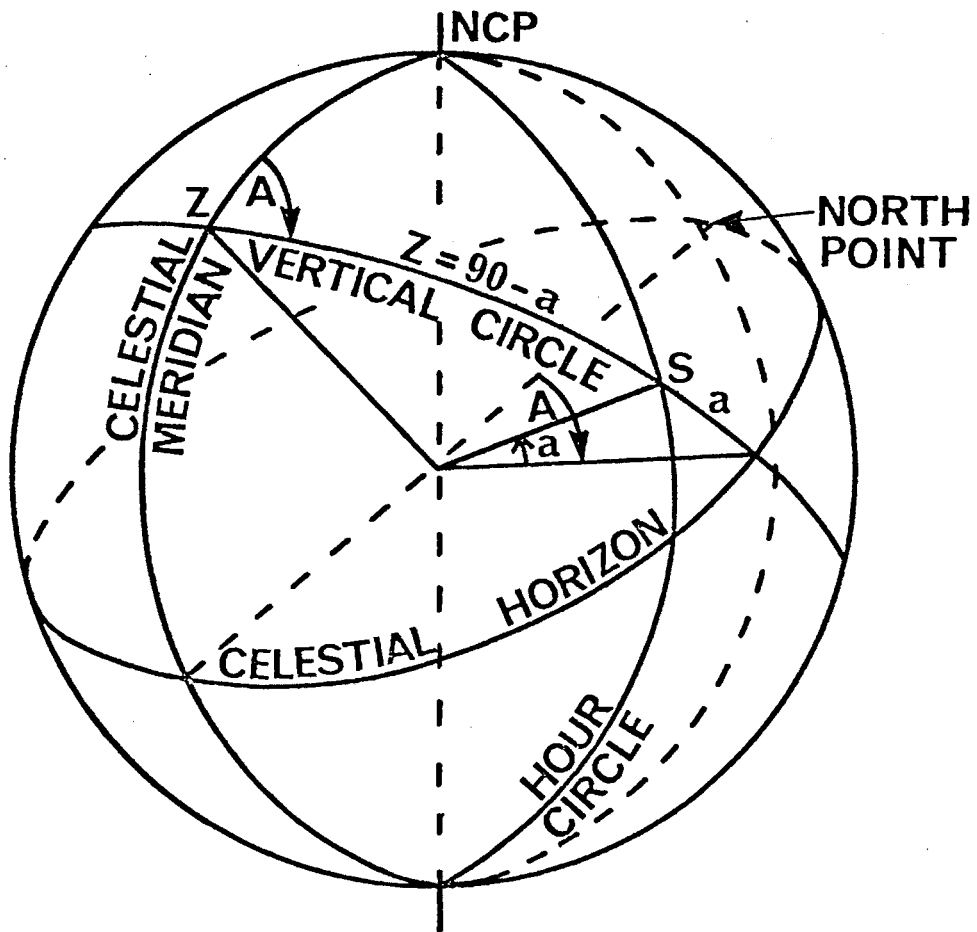 NCP
Z
A
NORTH
POINT
Z = 90 - a
VERTICAL CIRCLE
CELESTIAL
MERIDIAN
S
a
A
a
CELESTIAL HORIZON
HOUR
CIRCLE